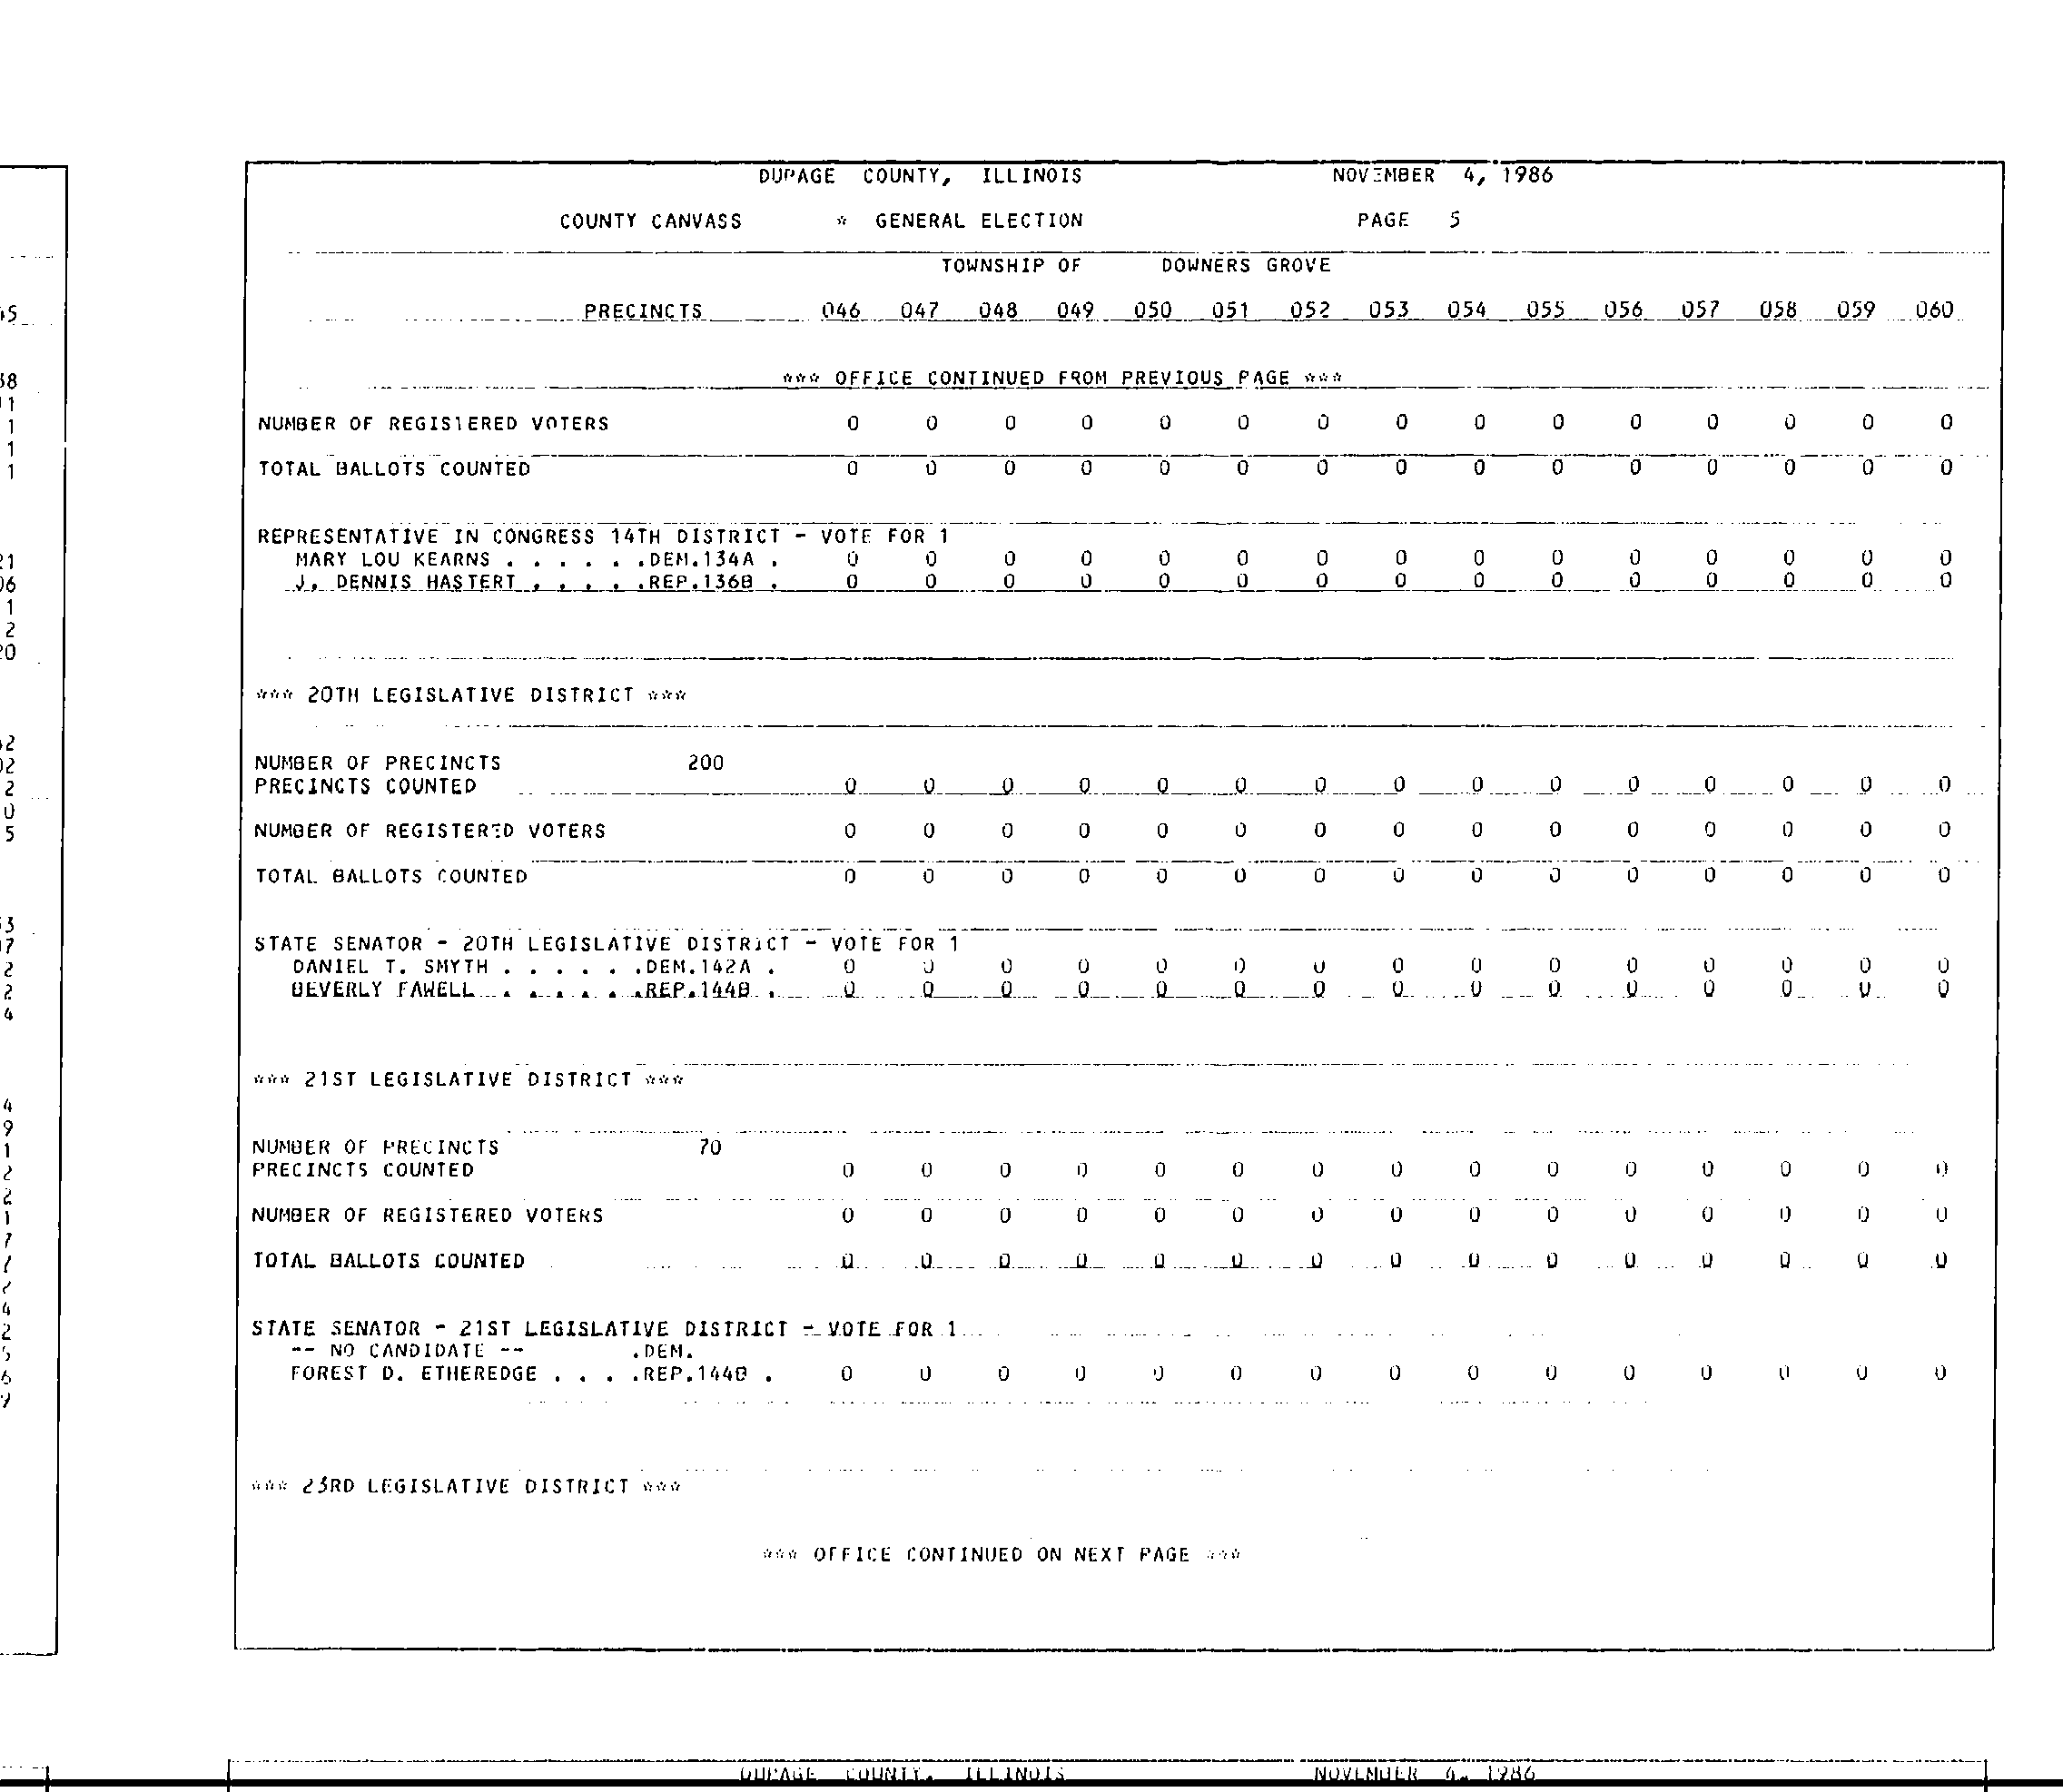 DUPAGE COUNTY, ILLINOIS NOVEMBER 4, 1986
COUNTY CANVASS * GENERAL ELECTION PAGE 5
TOWNSHIP OF DOWNERS GROVE
PRECINCTS 046 047 048 049 050 051 052 053 054 055 056 057 058 059 060
*** OFFICE CONTINUED FROM PREVIOUS PAGE ***
NUMBER OF REGISTERED VOTERS 0 0 0 0 0 0 0 0 0 0 0 0 0 0 0
TOTAL BALLOTS COUNTED 0 0 0 0 0 0 0 0 0 0 0 0 0 0 0
REPRESENTATIVE IN CONGRESS 14TH DISTRICT - VOTE FOR 1
MARY LOU KEARNS . . . . . .DEM.134A . 0 0 0 0 0 0 0 0 0 0 0 0 0 0 0
J. DENNIS HASTERT . . . . .REP.136B . 0 0 0 0 0 0 0 0 0 0 0 0 0 0 0
*** 20TH LEGISLATIVE DISTRICT ***
NUMBER OF PRECINCTS 200
PRECINCTS COUNTED 0 0 0 0 0 0 0 0 0 0 0 0 0 0 0
NUMBER OF REGISTERED VOTERS 0 0 0 0 0 0 0 0 0 0 0 0 0 0 0
TOTAL BALLOTS COUNTED 0 0 0 0 0 0 0 0 0 0 0 0 0 0 0
STATE SENATOR - 20TH LEGISLATIVE DISTRICT - VOTE FOR 1
DANIEL T. SMYTH . . . . . .DEM.142A . 0 0 0 0 0 0 0 0 0 0 0 0 0 0 0
BEVERLY FAWELL . . . . . .REP.144B . 0 0 0 0 0 0 0 0 0 0 0 0 0 0 0
*** 21ST LEGISLATIVE DISTRICT ***
NUMBER OF PRECINCTS 70
PRECINCTS COUNTED 0 0 0 0 0 0 0 0 0 0 0 0 0 0 0
NUMBER OF REGISTERED VOTERS 0 0 0 0 0 0 0 0 0 0 0 0 0 0 0
TOTAL BALLOTS COUNTED 0 0 0 0 0 0 0 0 0 0 0 0 0 0 0
STATE SENATOR - 21ST LEGISLATIVE DISTRICT - VOTE FOR 1
-- NO CANDIDATE -- .DEM.
FOREST D. ETHEREDGE . . . .REP.144B . 0 0 0 0 0 0 0 0 0 0 0 0 0 0 0
*** 23RD LEGISLATIVE DISTRICT ***
*** OFFICE CONTINUED ON NEXT PAGE ***
DUPAGE COUNTY, ILLINOIS NOVEMBER 4, 1986